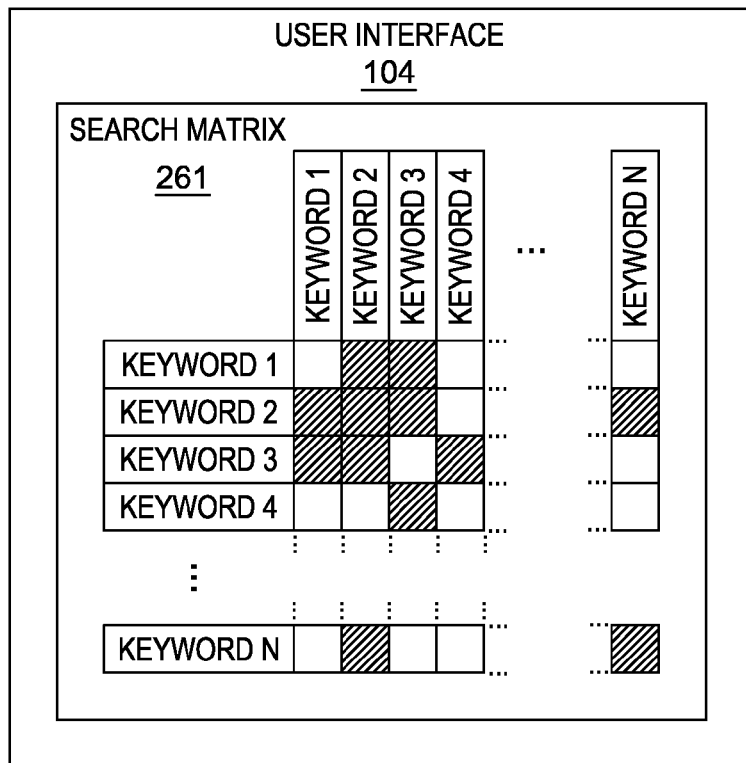 USER INTERFACE
104
SEARCH MATRIX
261
KEYWORD 1
KEYWORD 2
KEYWORD 3
KEYWORD 4
...
KEYWORD N
KEYWORD 1
KEYWORD 2
KEYWORD 3
KEYWORD 4
...
KEYWORD N